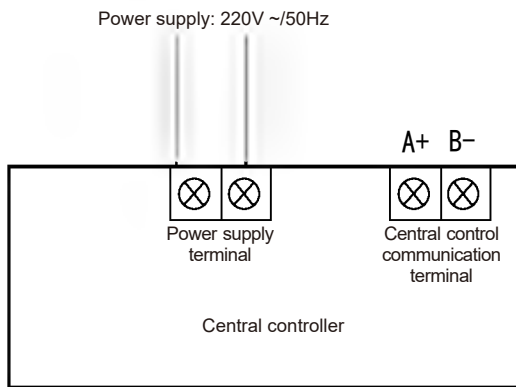 Power supply: 220V ~/50Hz
A+ B-
Power supply
terminal
Central control
communication
terminal
Central controller